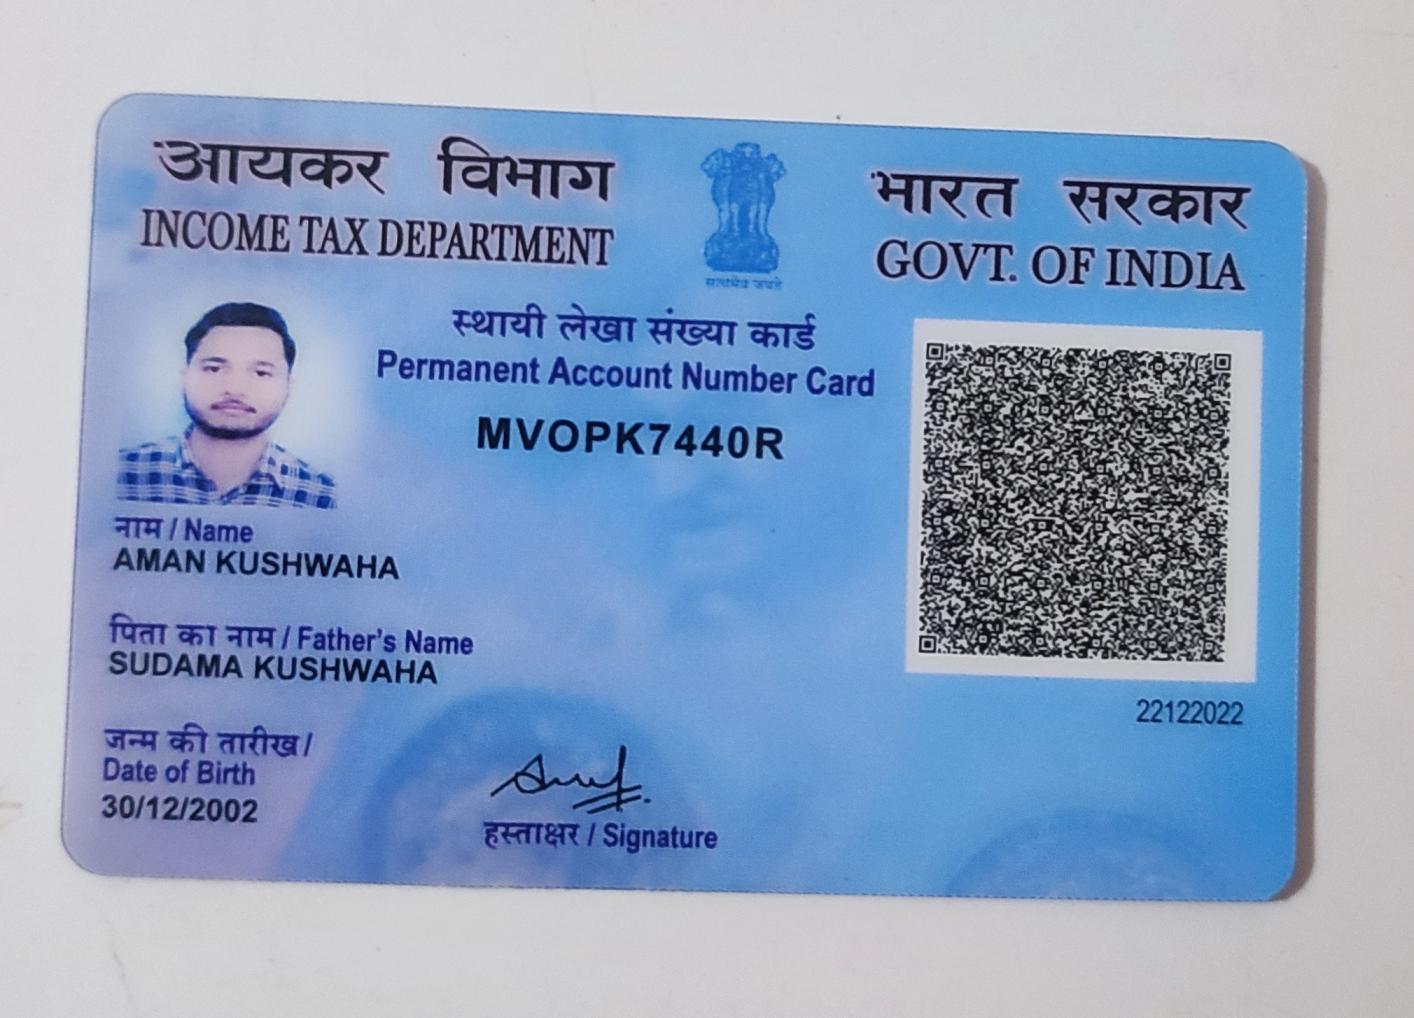 आयकर विभाग
INCOME TAX DEPARTMENT
सत्यमेव जयते
भारत सरकार
GOVT. OF INDIA
स्थायी लेखा संख्या कार्ड
Permanent Account Number Card
MVOPK7440R
नाम / Name
AMAN KUSHWAHA
पिता का नाम / Father's Name
SUDAMA KUSHWAHA
जन्म की तारीख /
Date of Birth
30/12/2002
हस्ताक्षर / Signature
22122022